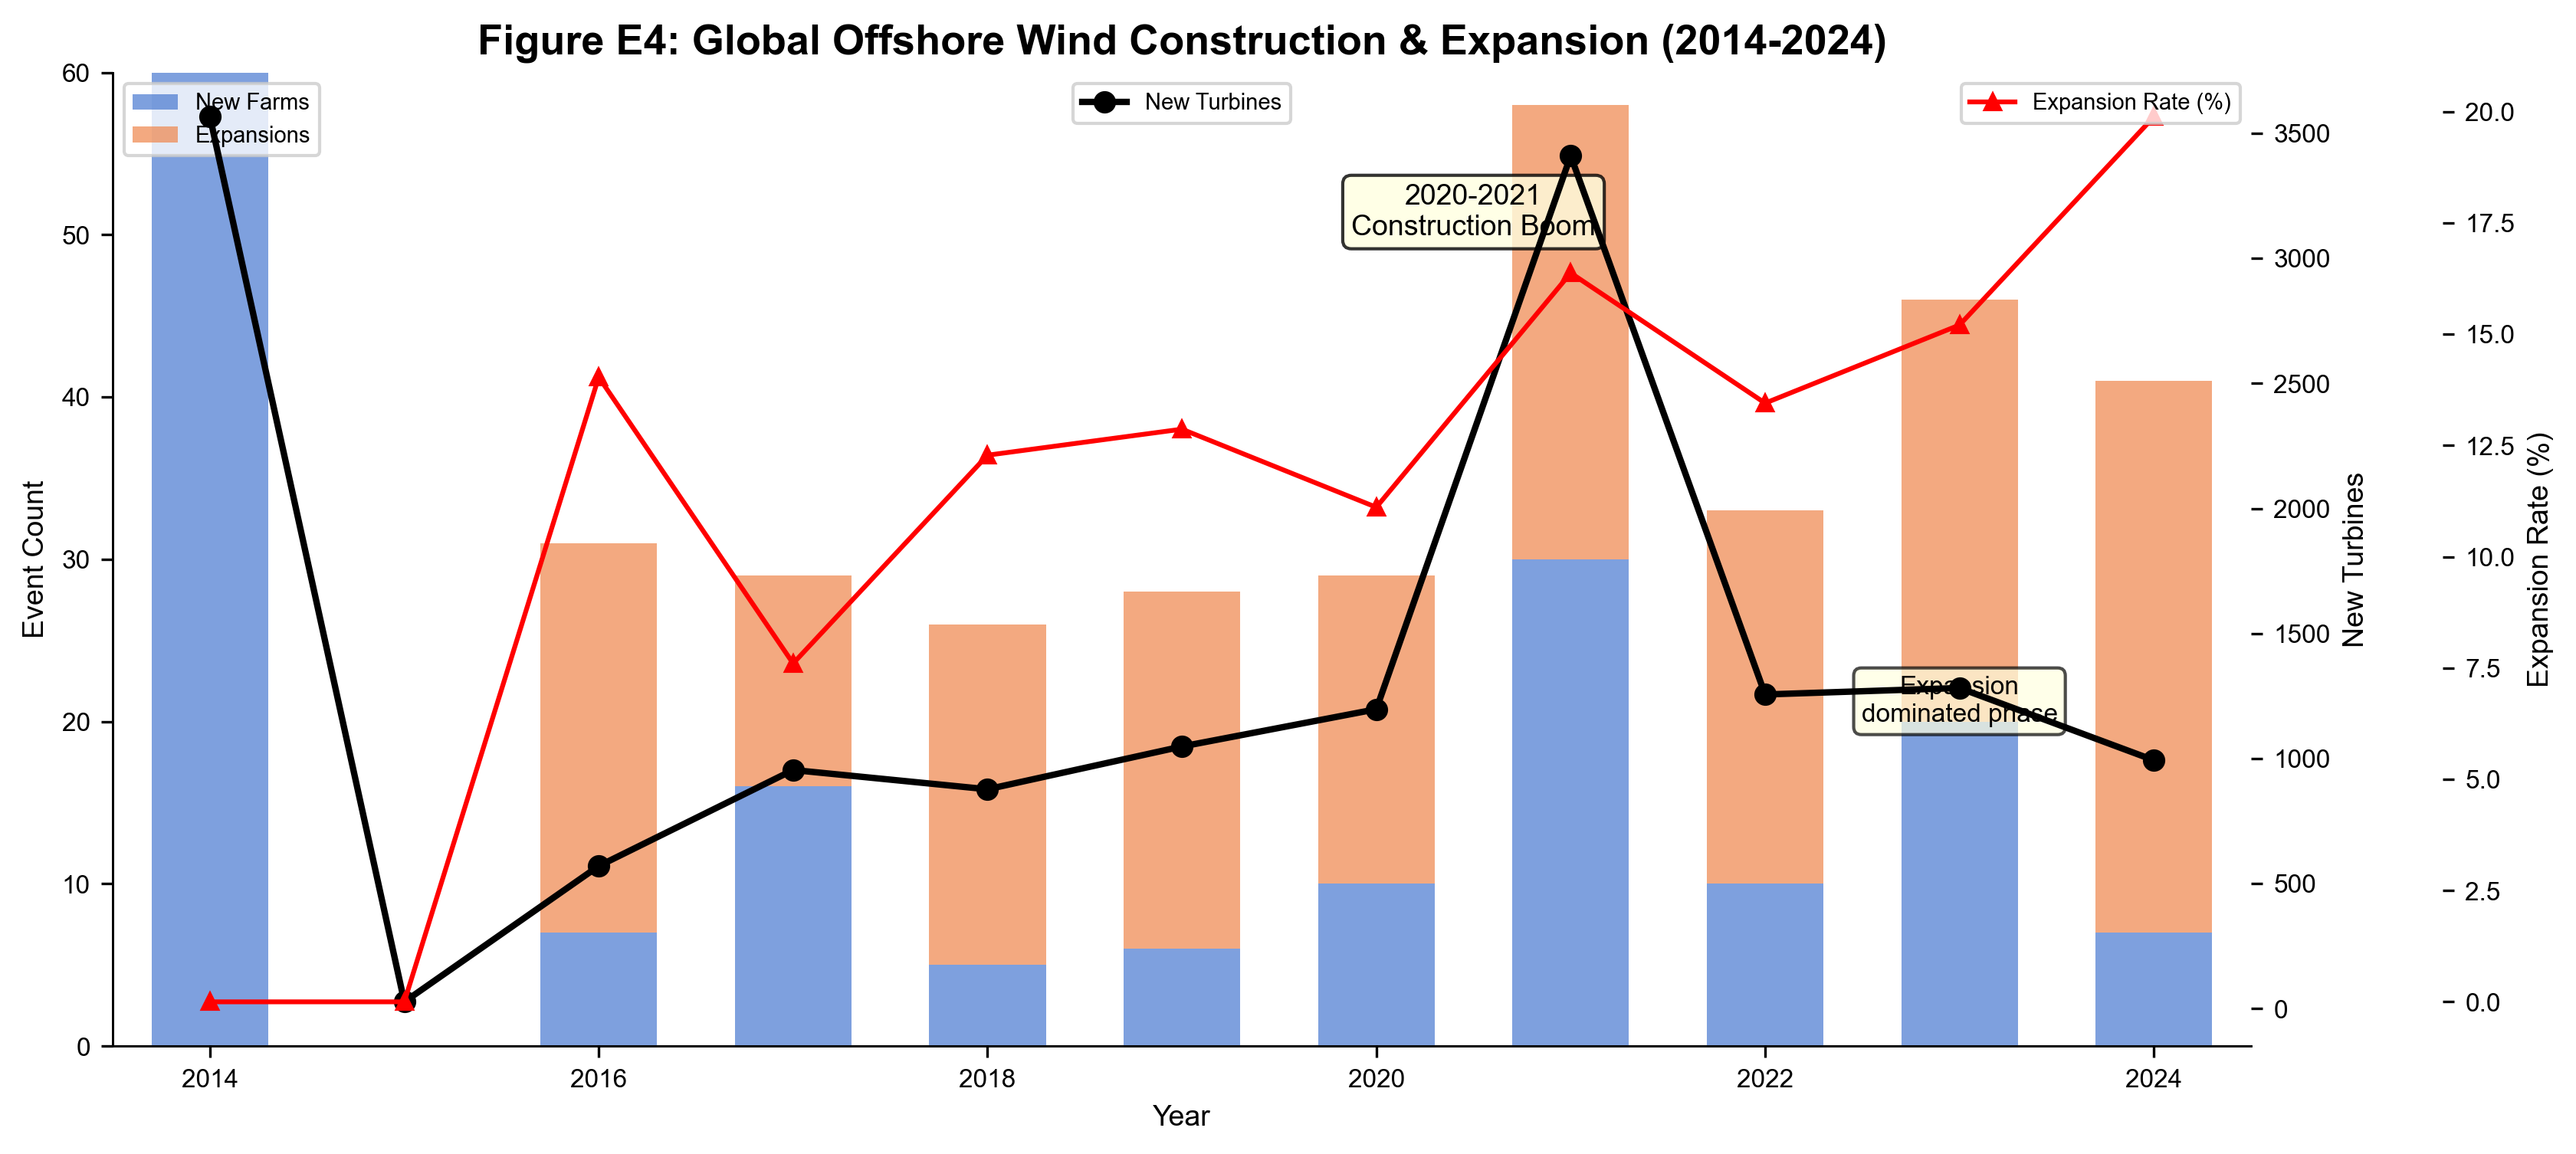 Figure E4: Global Offshore Wind Construction & Expansion (2014-2024)
New Farms
Expansions
New Turbines
Expansion Rate (%)
2020-2021
Construction Boom
Expansion
dominated phase
Event Count
60
50
40
30
20
10
0
3500
3000
2500
2000
1500
1000
500
0
New Turbines
20.0
17.5
15.0
12.5
10.0
7.5
5.0
2.5
0.0
Expansion Rate (%)
2014
2016
2018
2020
2022
2024
Year